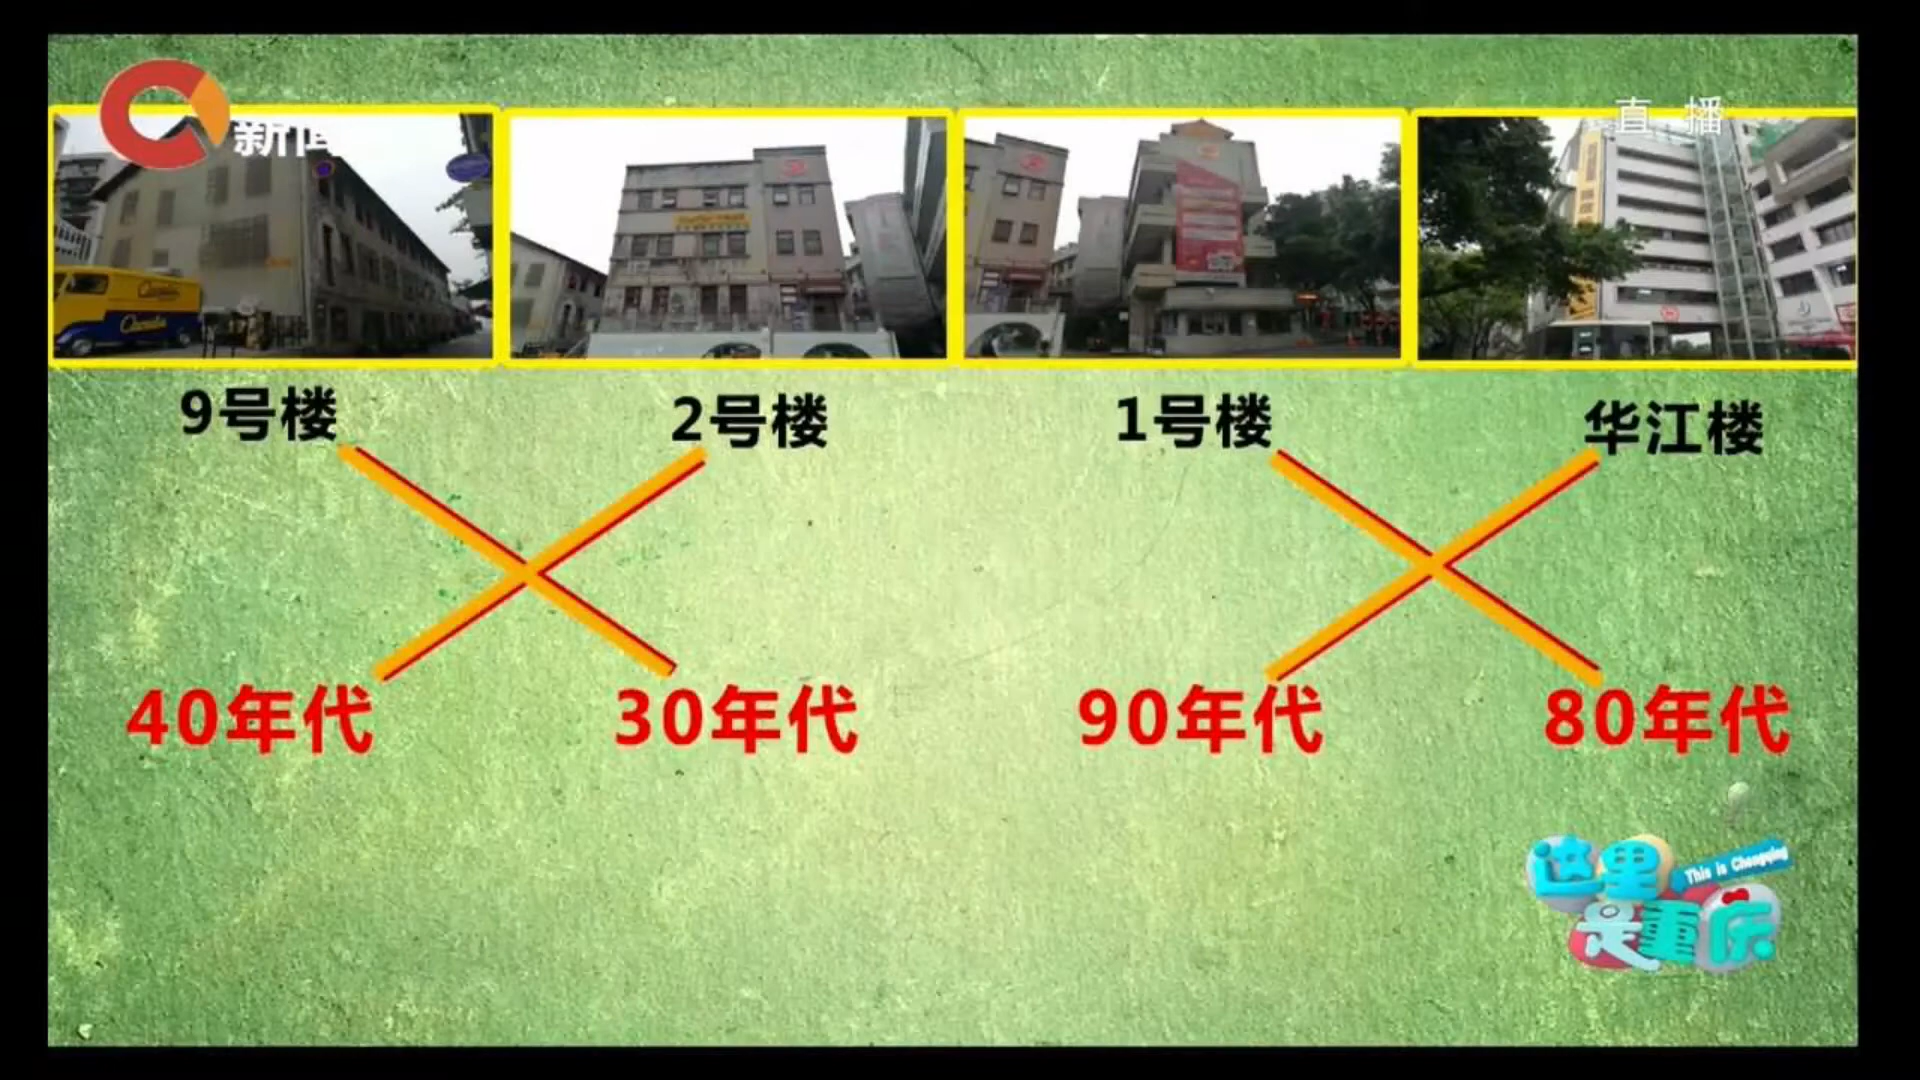 新闻
直播
9号楼
2号楼
1号楼
华江楼
40年代
30年代
90年代
80年代
这里
This is Chongqing
是重庆